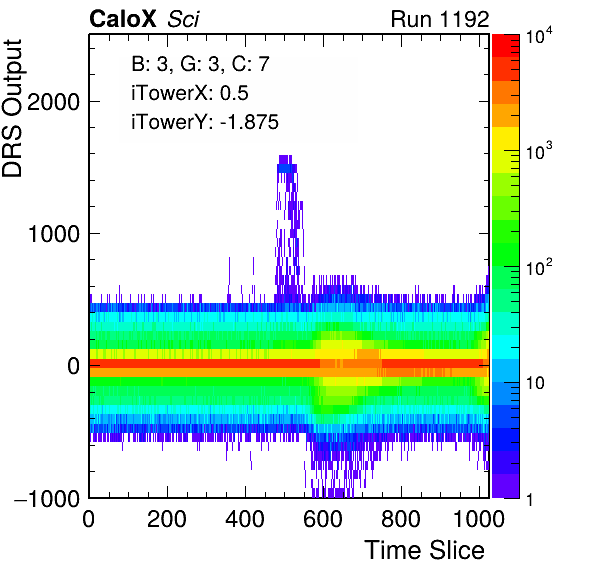 CaloX Sci Run 1192
B: 3, G: 3, C: 7
iTowerX: 0.5
iTowerY: -1.875
DRS Output
2000
1000
0
−1000
0 200 400 600 800 1000
Time Slice
10⁴
10³
10²
10
1